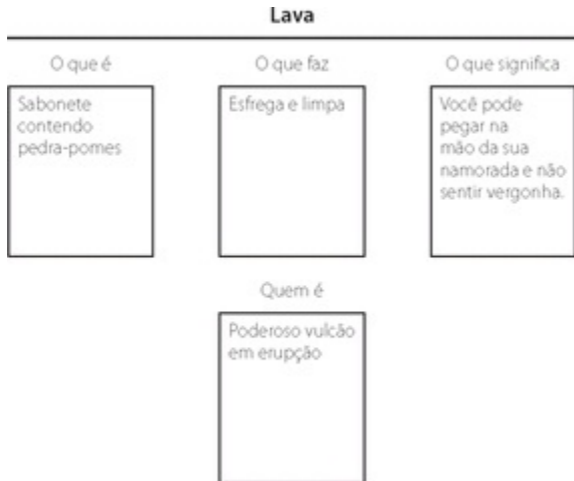 Lava
O que é
O que faz
O que significa
Sabonete
contendo
pedra-pomes
Esfrega e limpa
Você pode
pegar na
mão da sua
namorada e não
sentir vergonha.
Quem é
Poderoso vulcão
em erupção